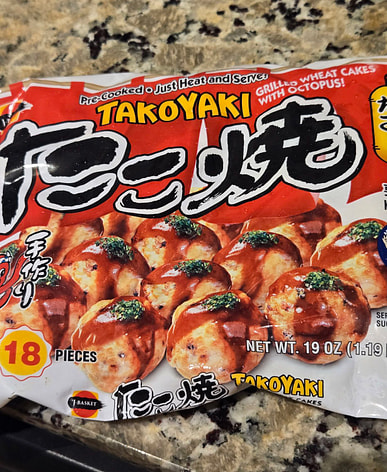 Pre-Cooked • Just Heat and Serve!
TAKOYAKI
GRILLED WHEAT CAKES
WITH OCTOPUS!
たこ焼
手作り
18 PIECES
NET WT. 19 OZ (1.19
J-BASKET
たこ焼
TAKOYAKI